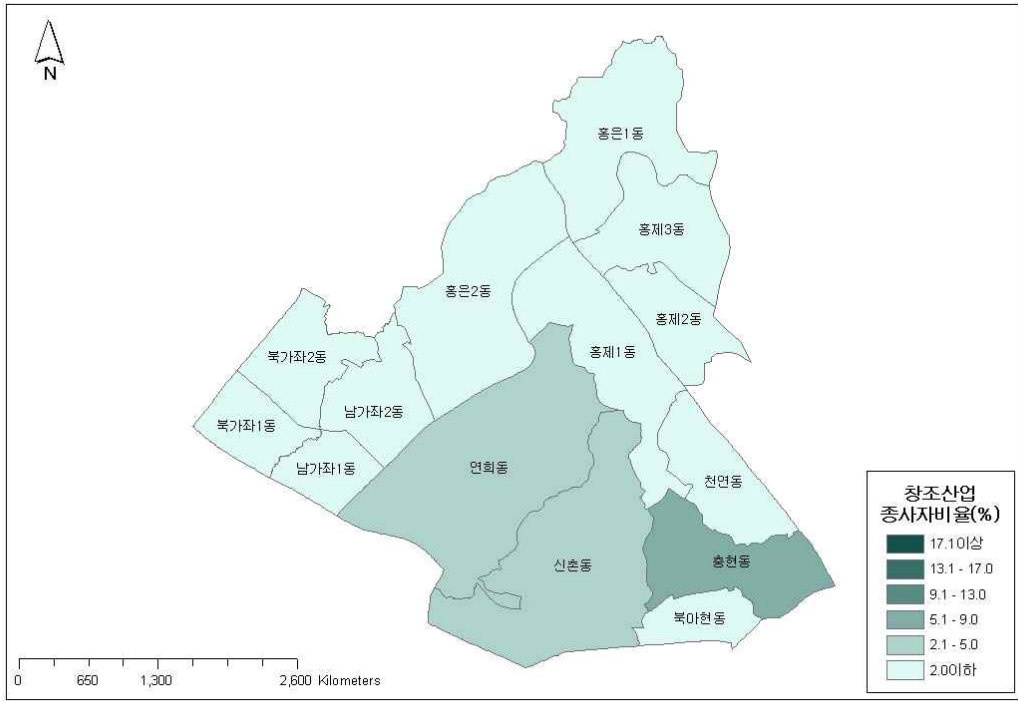 N
홍은1동
홍제3동
홍은2동
홍제2동
홍제1동
북가좌2동
남가좌2동
북가좌1동
남가좌1동
연희동
천연동
신촌동
충현동
북아현동
창조산업
종사자비율(%)
17.1이상
13.1 - 17.0
9.1 - 13.0
5.1 - 9.0
2.1 - 5.0
2.0이하
0 650 1,300 2,600 Kilometers